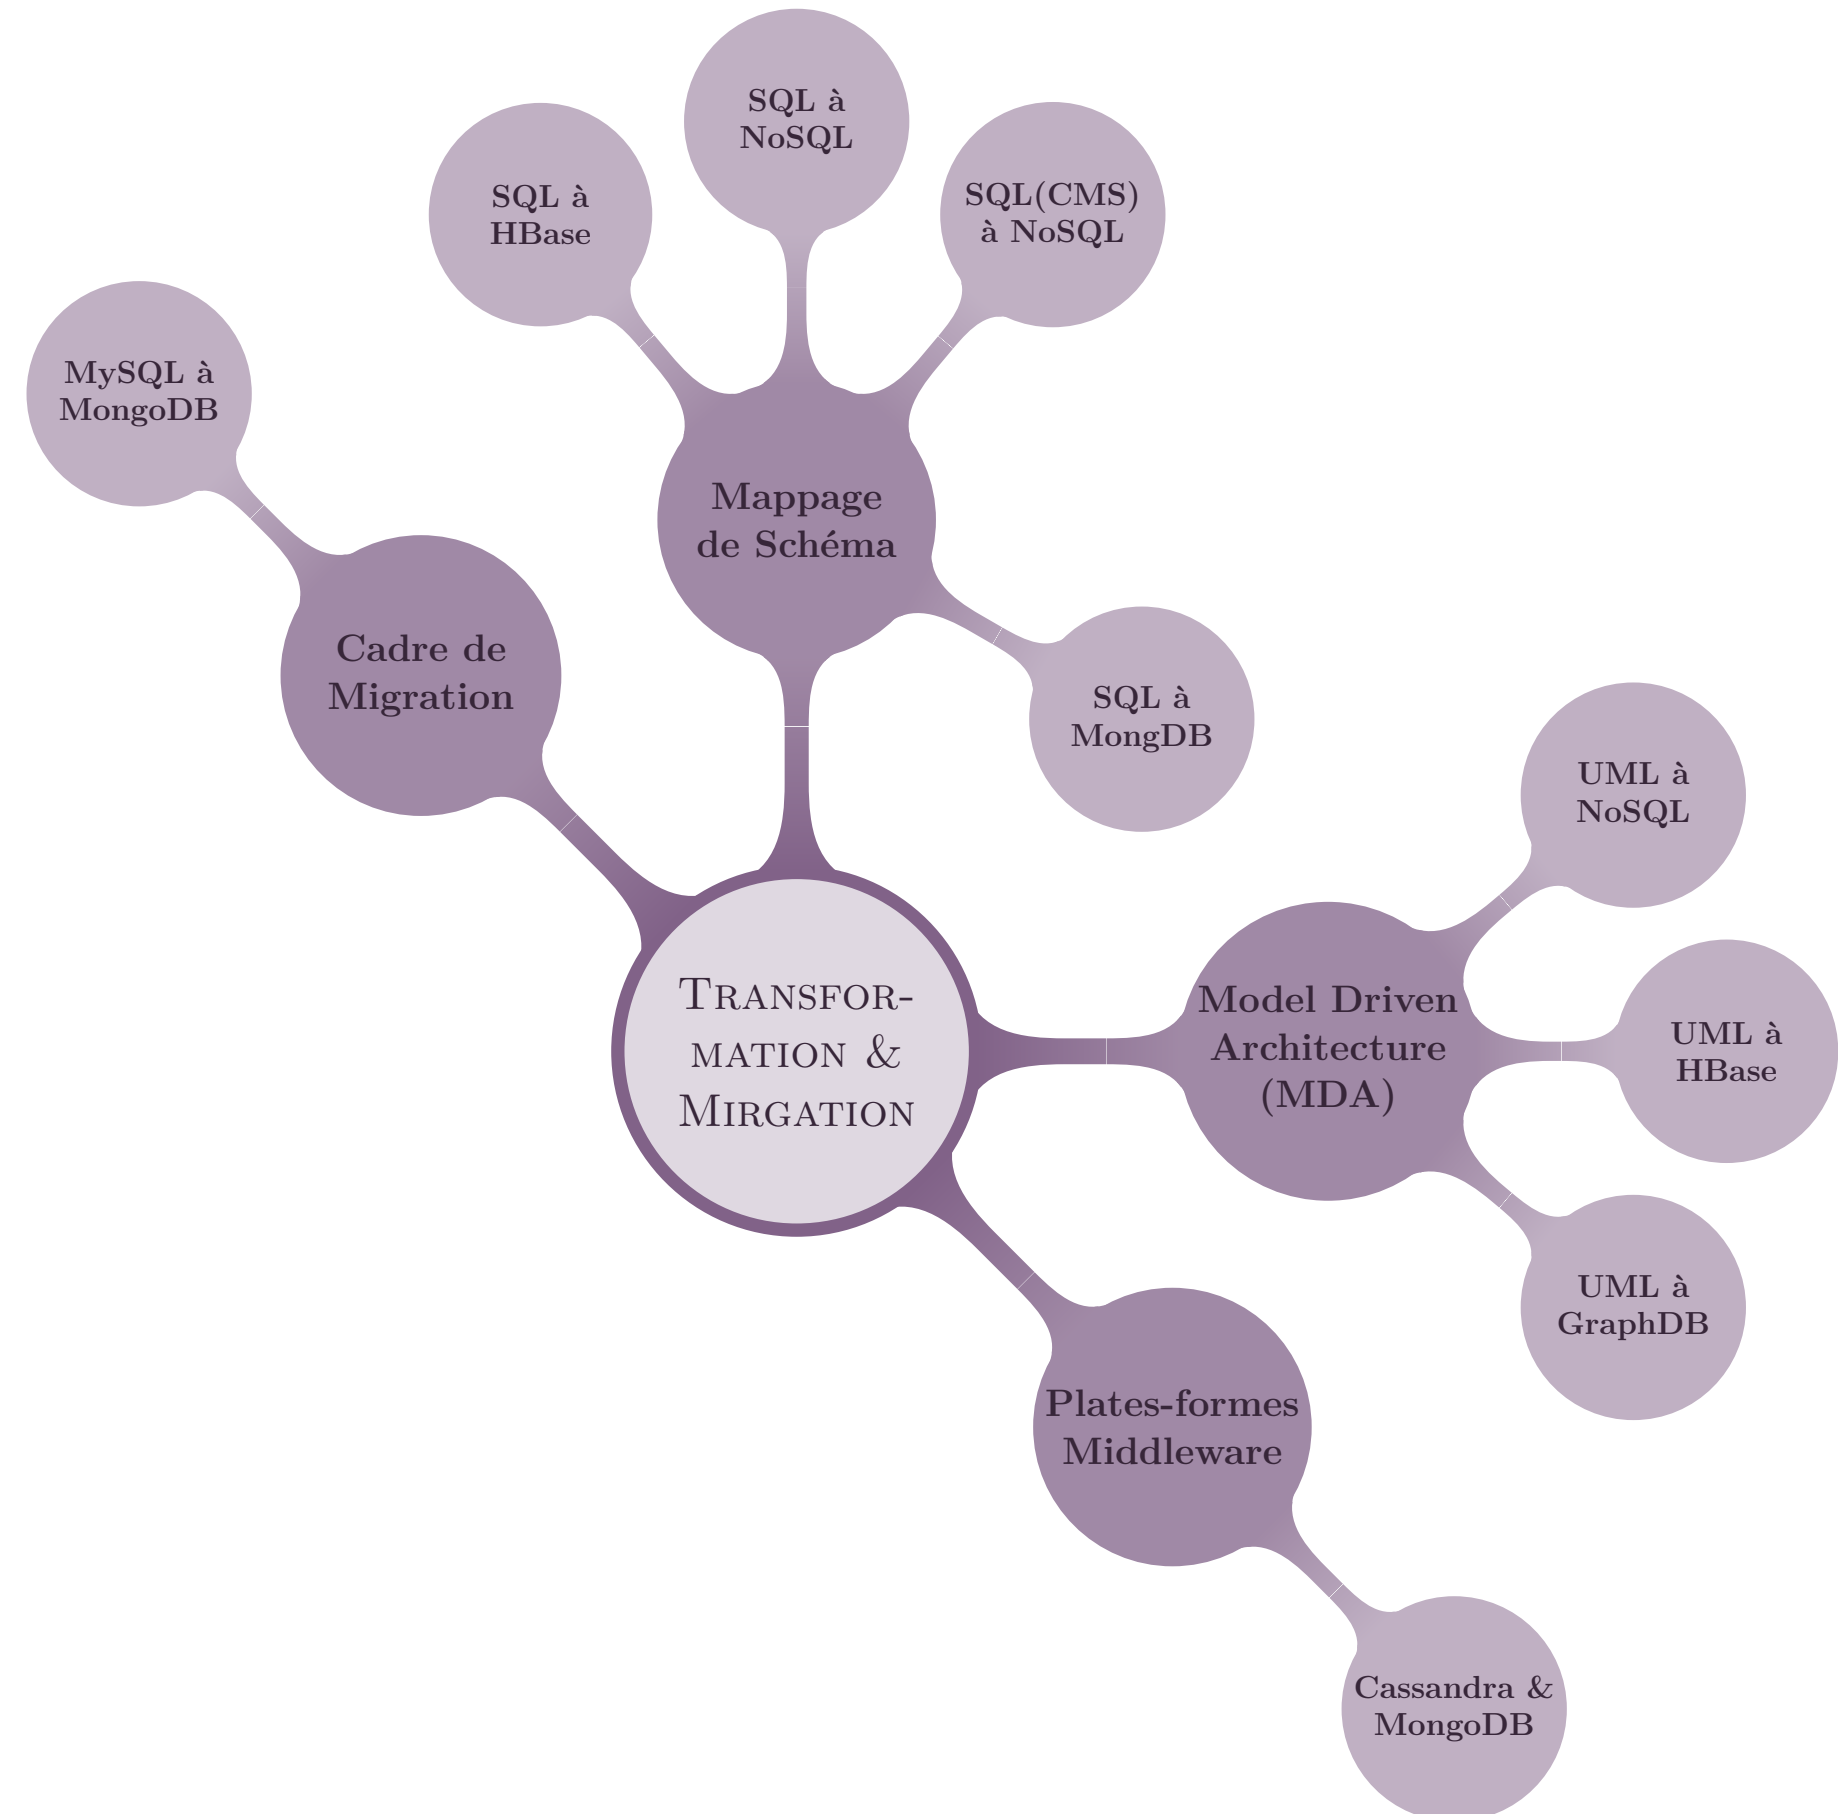 SQL à
NoSQL
SQL à
HBase
SQL(CMS)
à NoSQL
MySQL à
MongoDB
Mappage
de Schéma
Cadre de
Migration
SQL à
MongDB
UML à
NoSQL
TRANSFOR-
MATION &
MIRGATION
Model Driven
Architecture
(MDA)
UML à
HBase
UML à
GraphDB
Plates-formes
Middleware
Cassandra &
MongoDB